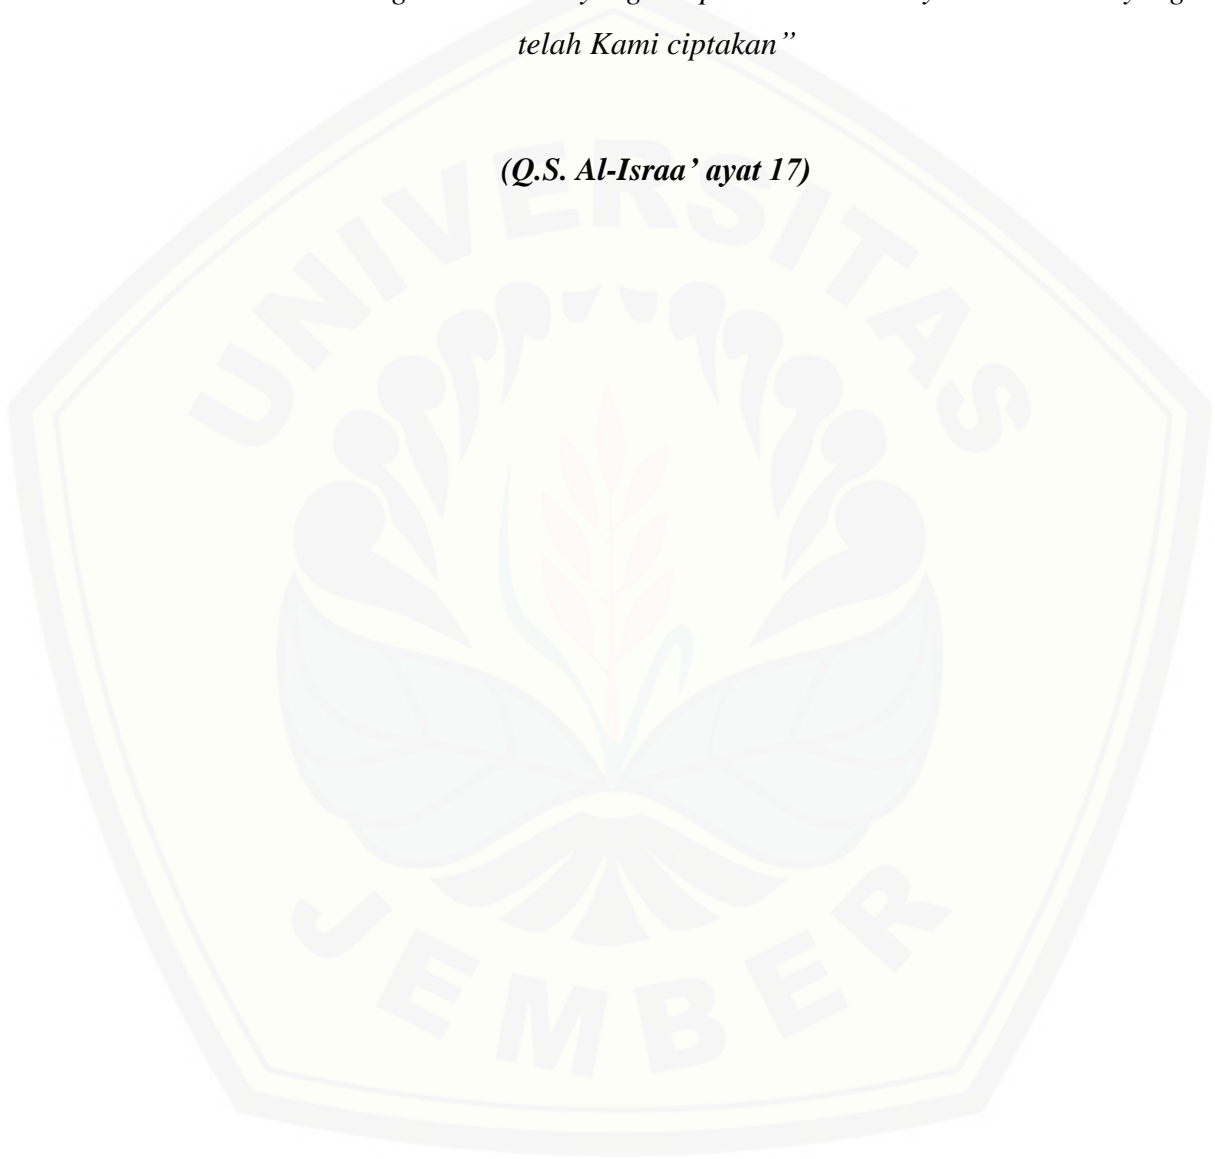 telah Kami ciptakan”
(Q.S. Al-Israa’ ayat 17)
UNIVERSITAS
JEMBER